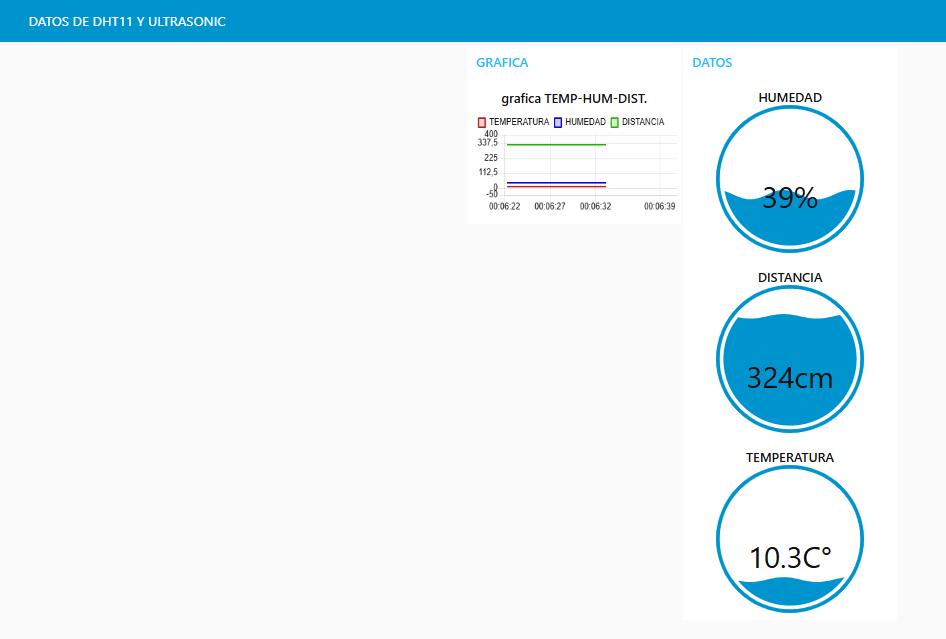 DATOS DE DHT11 Y ULTRASONIC
GRAFICA
grafica TEMP-HUM-DIST.
TEMPERATURA HUMEDAD DISTANCIA
400
337,5
225
112,5
0
-50
00:06:22 00:06:27 00:06:32 00:06:39
DATOS
HUMEDAD
39%
DISTANCIA
324cm
TEMPERATURA
10.3C°